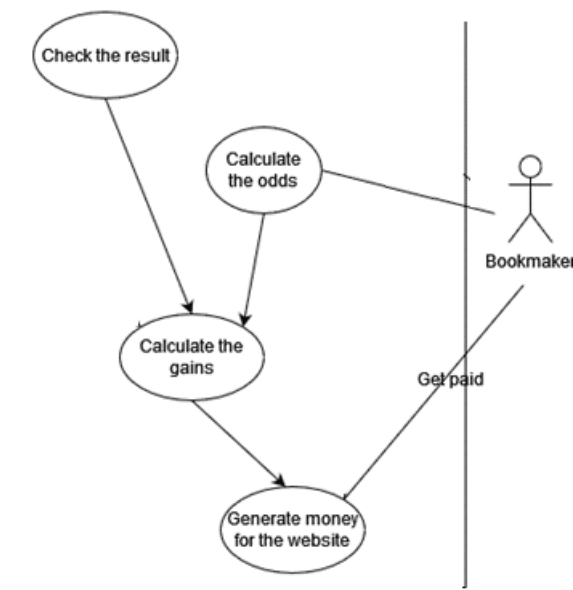 Check the result
Calculate
the odds
Bookmaker
Calculate the
gains
Get paid
Generate money
for the website